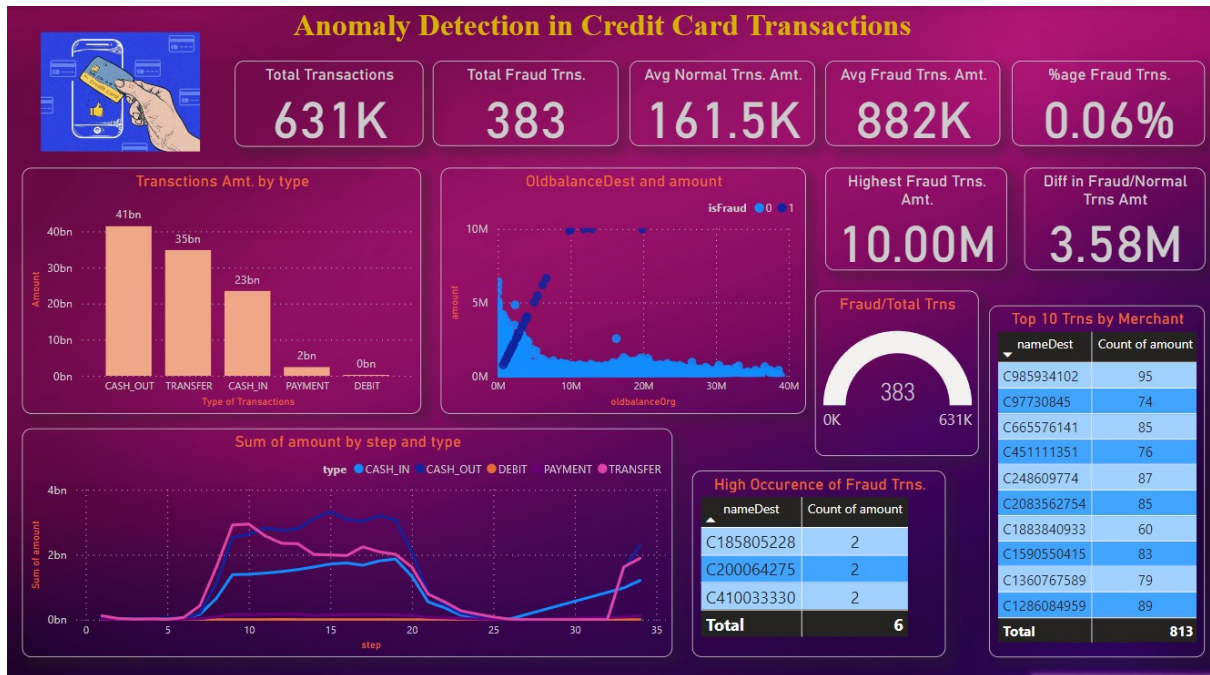 Anomaly Detection in Credit Card Transactions
Credit Card
Total Transactions
631K
Total Fraud Trns.
383
Avg Normal Trns. Amt.
161.5K
Avg Fraud Trns. Amt.
882K
%age Fraud Trns.
0.06%
Transctions Amt. by type
Amount
40bn
30bn
20bn
10bn
0bn
41bn
35bn
23bn
2bn
0bn
CASH_OUT TRANSFER CASH_IN PAYMENT DEBIT
Type of Transactions
OldbalanceDest and amount
isFraud 0 1
amount
10M
5M
0M
0M 10M 20M 30M 40M
oldbalanceOrg
Highest Fraud Trns.
Amt.
10.00M
Diff in Fraud/Normal
Trns Amt
3.58M
Fraud/Total Trns
383
0K 631K
Top 10 Trns by Merchant
nameDest Count of amount
C985934102 95
C97730845 74
C665576141 85
C451111351 76
C248609774 87
C2083562754 85
C1883840933 60
C1590550415 83
C1360767589 79
C1286084959 89
Total 813
Sum of amount by step and type
type CASH_IN CASH_OUT DEBIT PAYMENT TRANSFER
Sum of amount
4bn
2bn
0bn
0 5 10 15 20 25 30 35
step
High Occurence of Fraud Trns.
nameDest Count of amount
C185805228 2
C200064275 2
C410033330 2
Total 6